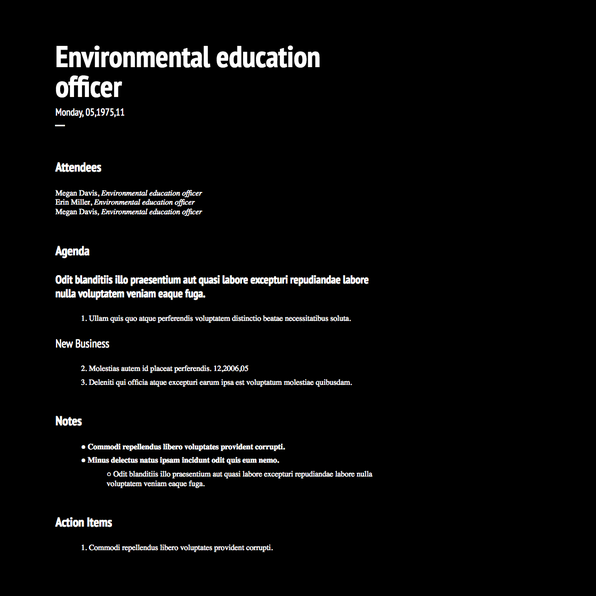 Environmental education
officer
Monday, 05,1975,11
Attendees
Megan Davis, Environmental education officer
Erin Miller, Environmental education officer
Megan Davis, Environmental education officer
Agenda
Odit blanditiis illo praesentium aut quasi labore excepturi repudiandae labore
nulla voluptatem veniam eaque fuga.
1. Ullam quis quo atque perferendis voluptatem distinctio beatae necessitatibus soluta.
New Business
2. Molestias autem id placeat perferendis. 12,2006,05
3. Deleniti qui officia atque excepturi earum ipsa est voluptatum molestiae quibusdam.
Notes
● Commodi repellendus libero voluptates provident corrupti.
● Minus delectus natus ipsam incidunt odit quis eum nemo.
○ Odit blanditiis illo praesentium aut quasi labore excepturi repudiandae labore nulla
voluptatem veniam eaque fuga.
Action Items
1. Commodi repellendus libero voluptates provident corrupti.